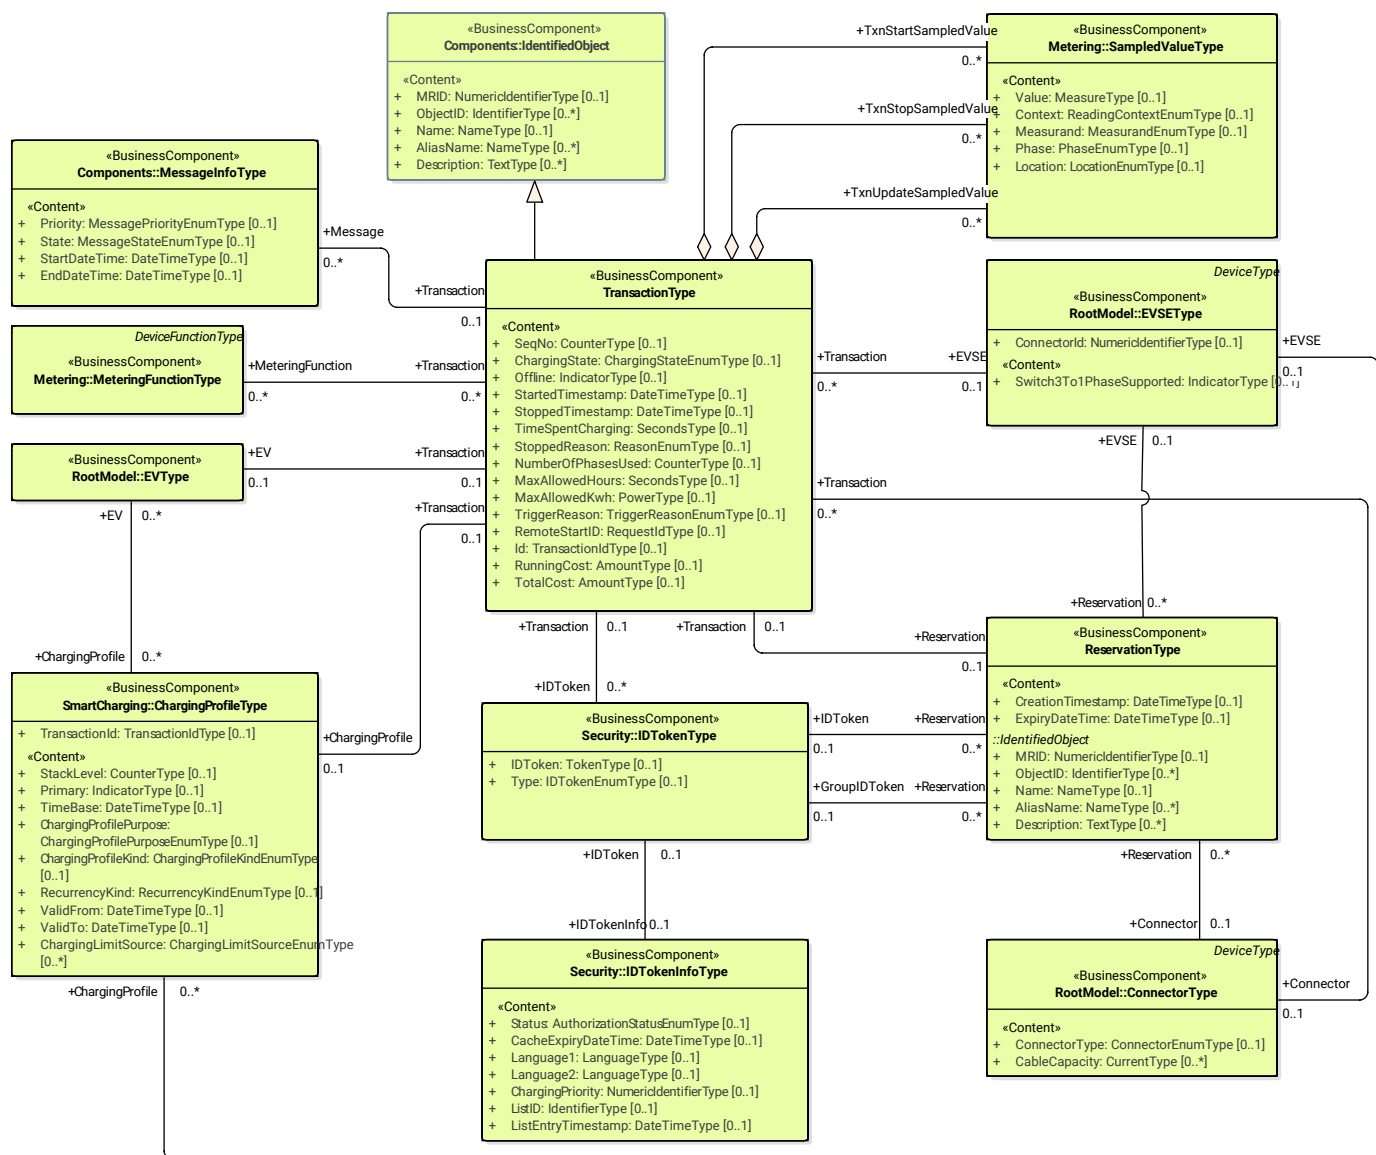 «BusinessComponent»
Components::IdentifiedObject
«Content»
+ MRID: NumericIdentifierType [0..1]
+ ObjectID: IdentifierType [0..*]
+ Name: NameType [0..1]
+ AliasName: NameType [0..*]
+ Description: TextType [0..*]
+TxnStartSampledValue
0..*
+TxnStopSampledValue
0..*
+TxnUpdateSampledValue
0..*
«BusinessComponent»
Metering::SampledValueType
«Content»
+ Value: MeasureType [0..1]
+ Context: ReadingContextEnumType [0..1]
+ Measurand: MeasurandEnumType [0..1]
+ Phase: PhaseEnumType [0..1]
+ Location: LocationEnumType [0..1]
«BusinessComponent»
Components::MessageInfoType
«Content»
+ Priority: MessagePriorityEnumType [0..1]
+ State: MessageStateEnumType [0..1]
+ StartDateTime: DateTimeType [0..1]
+ EndDateTime: DateTimeType [0..1]
+Message
0..*
+Transaction
0..1
DeviceFunctionType
«BusinessComponent»
Metering::MeteringFunctionType
+MeteringFunction
0..*
+Transaction
0..*
«BusinessComponent»
RootModel::EVType
+EV
0..1
+Transaction
0..1
+Transaction
0..1
+EV
0..*
«BusinessComponent»
TransactionType
«Content»
+ SeqNo: CounterType [0..1]
+ ChargingState: ChargingStateEnumType [0..1]
+ Offline: IndicatorType [0..1]
+ StartedTimestamp: DateTimeType [0..1]
+ StoppedTimestamp: DateTimeType [0..1]
+ TimeSpentCharging: SecondsType [0..1]
+ StoppedReason: ReasonEnumType [0..1]
+ NumberOfPhasesUsed: CounterType [0..1]
+ MaxAllowedHours: SecondsType [0..1]
+ MaxAllowedKwh: PowerType [0..1]
+ TriggerReason: TriggerReasonEnumType [0..1]
+ RemoteStartID: RequestIdType [0..1]
+ Id: TransactionIdType [0..1]
+ RunningCost: AmountType [0..1]
+ TotalCost: AmountType [0..1]
+Transaction
0..*
+EVSE
0..1
DeviceType
«BusinessComponent»
RootModel::EVSEType
+ ConnectorId: NumericIdentifierType [0..1]
«Content»
+ Switch3To1PhaseSupported: IndicatorType [0..1]
+EVSE
0..1
+EVSE
0..1
+Transaction
0..*
+Reservation
0..*
+Transaction
0..1
+Transaction
0..1
+Reservation
0..1
+IDToken
0..*
«BusinessComponent»
ReservationType
«Content»
+ CreationTimestamp: DateTimeType [0..1]
+ ExpiryDateTime: DateTimeType [0..1]
::IdentifiedObject
+ MRID: NumericIdentifierType [0..1]
+ ObjectID: IdentifierType [0..*]
+ Name: NameType [0..1]
+ AliasName: NameType [0..*]
+ Description: TextType [0..*]
+ChargingProfile
0..*
«BusinessComponent»
SmartCharging::ChargingProfileType
+ TransactionId: TransactionIdType [0..1]
«Content»
+ StackLevel: CounterType [0..1]
+ Primary: IndicatorType [0..1]
+ TimeBase: DateTimeType [0..1]
+ ChargingProfilePurpose:
ChargingProfilePurposeEnumType [0..1]
+ ChargingProfileKind: ChargingProfileKindEnumType
[0..1]
+ RecurrencyKind: RecurrencyKindEnumType [0..1]
+ ValidFrom: DateTimeType [0..1]
+ ValidTo: DateTimeType [0..1]
+ ChargingLimitSource: ChargingLimitSourceEnumType
[0..*]
+ChargingProfile
0..1
+ChargingProfile
0..*
«BusinessComponent»
Security::IDTokenType
+ IDToken: TokenType [0..1]
+ Type: IDTokenEnumType [0..1]
+IDToken
0..1
+Reservation
0..*
+GroupIDToken
0..1
+Reservation
0..*
+IDToken
0..1
+IDTokenInfo
0..1
«BusinessComponent»
Security::IDTokenInfoType
«Content»
+ Status: AuthorizationStatusEnumType [0..1]
+ CacheExpiryDateTime: DateTimeType [0..1]
+ Language1: LanguageType [0..1]
+ Language2: LanguageType [0..1]
+ ChargingPriority: NumericIdentifierType [0..1]
+ ListID: IdentifierType [0..1]
+ ListEntryTimestamp: DateTimeType [0..1]
+Reservation
0..*
+Connector
0..1
DeviceType
«BusinessComponent»
RootModel::ConnectorType
«Content»
+ ConnectorType: ConnectorEnumType [0..1]
+ CableCapacity: CurrentType [0..*]
+Connector
0..1